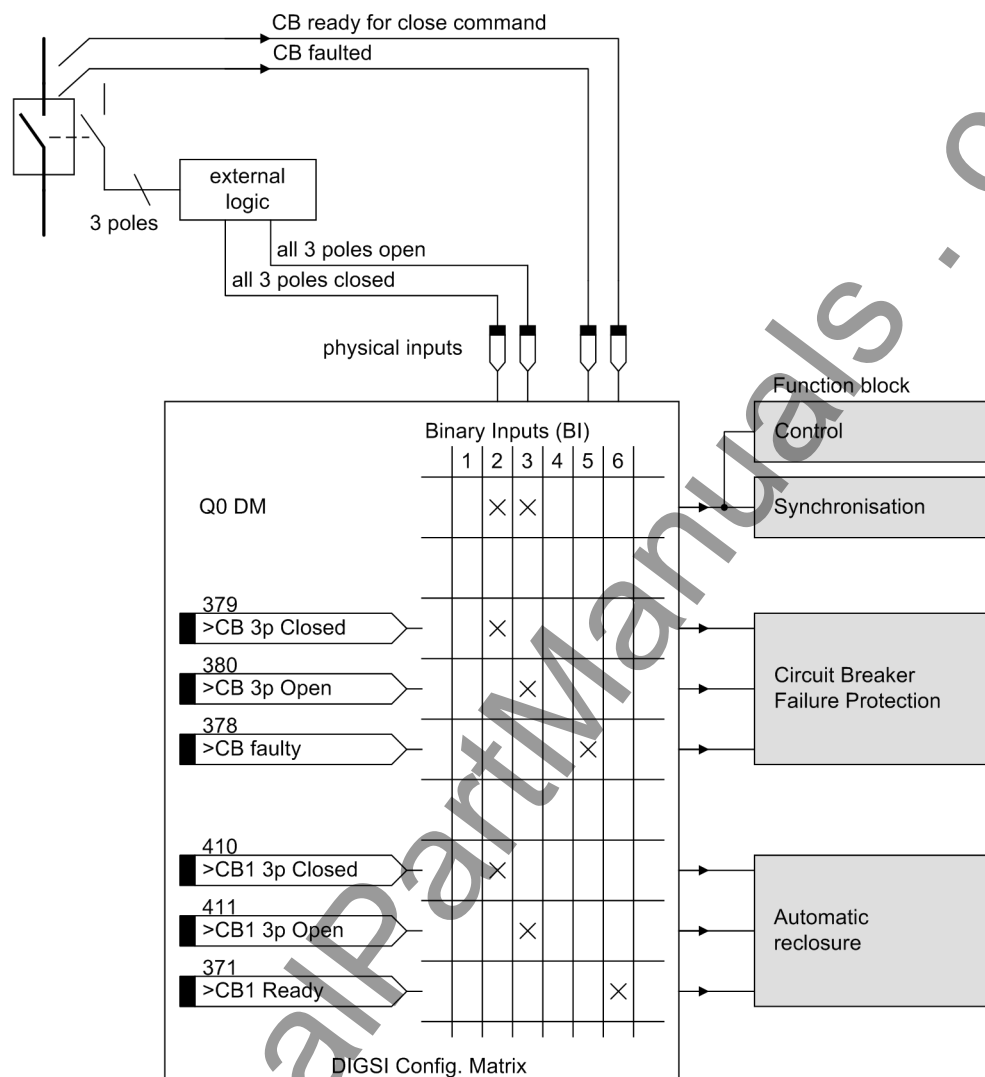 CB ready for close command
CB faulted
external
logic
3 poles
all 3 poles open
all 3 poles closed
physical inputs
Function block
Binary Inputs (BI)
Control
1 2 3 4 5 6
Q0 DM
Synchronisation
379
>CB 3p Closed
380
>CB 3p Open
Circuit Breaker
Failure Protection
378
>CB faulty
410
>CB1 3p Closed
411
>CB1 3p Open
Automatic
reclosure
371
>CB1 Ready
DIGSI Config. Matrix
alPartManuals . c